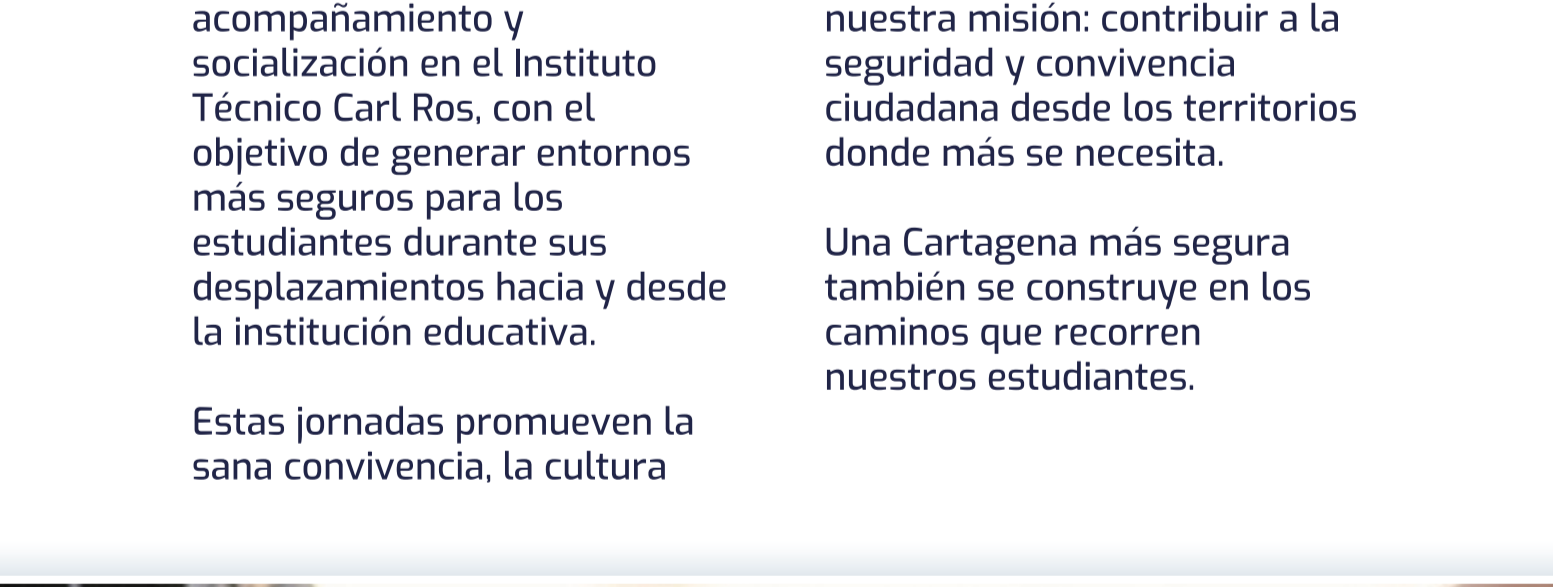 acompañamiento y
socialización en el Instituto
Técnico Carl Ros, con el
objetivo de generar entornos
más seguros para los
estudiantes durante sus
desplazamientos hacia y desde
la institución educativa.
Estas jornadas promueven la
sana convivencia, la cultura
nuestra misión: contribuir a la
seguridad y convivencia
ciudadana desde los territorios
donde más se necesita.
Una Cartagena más segura
también se construye en los
caminos que recorren
nuestros estudiantes.